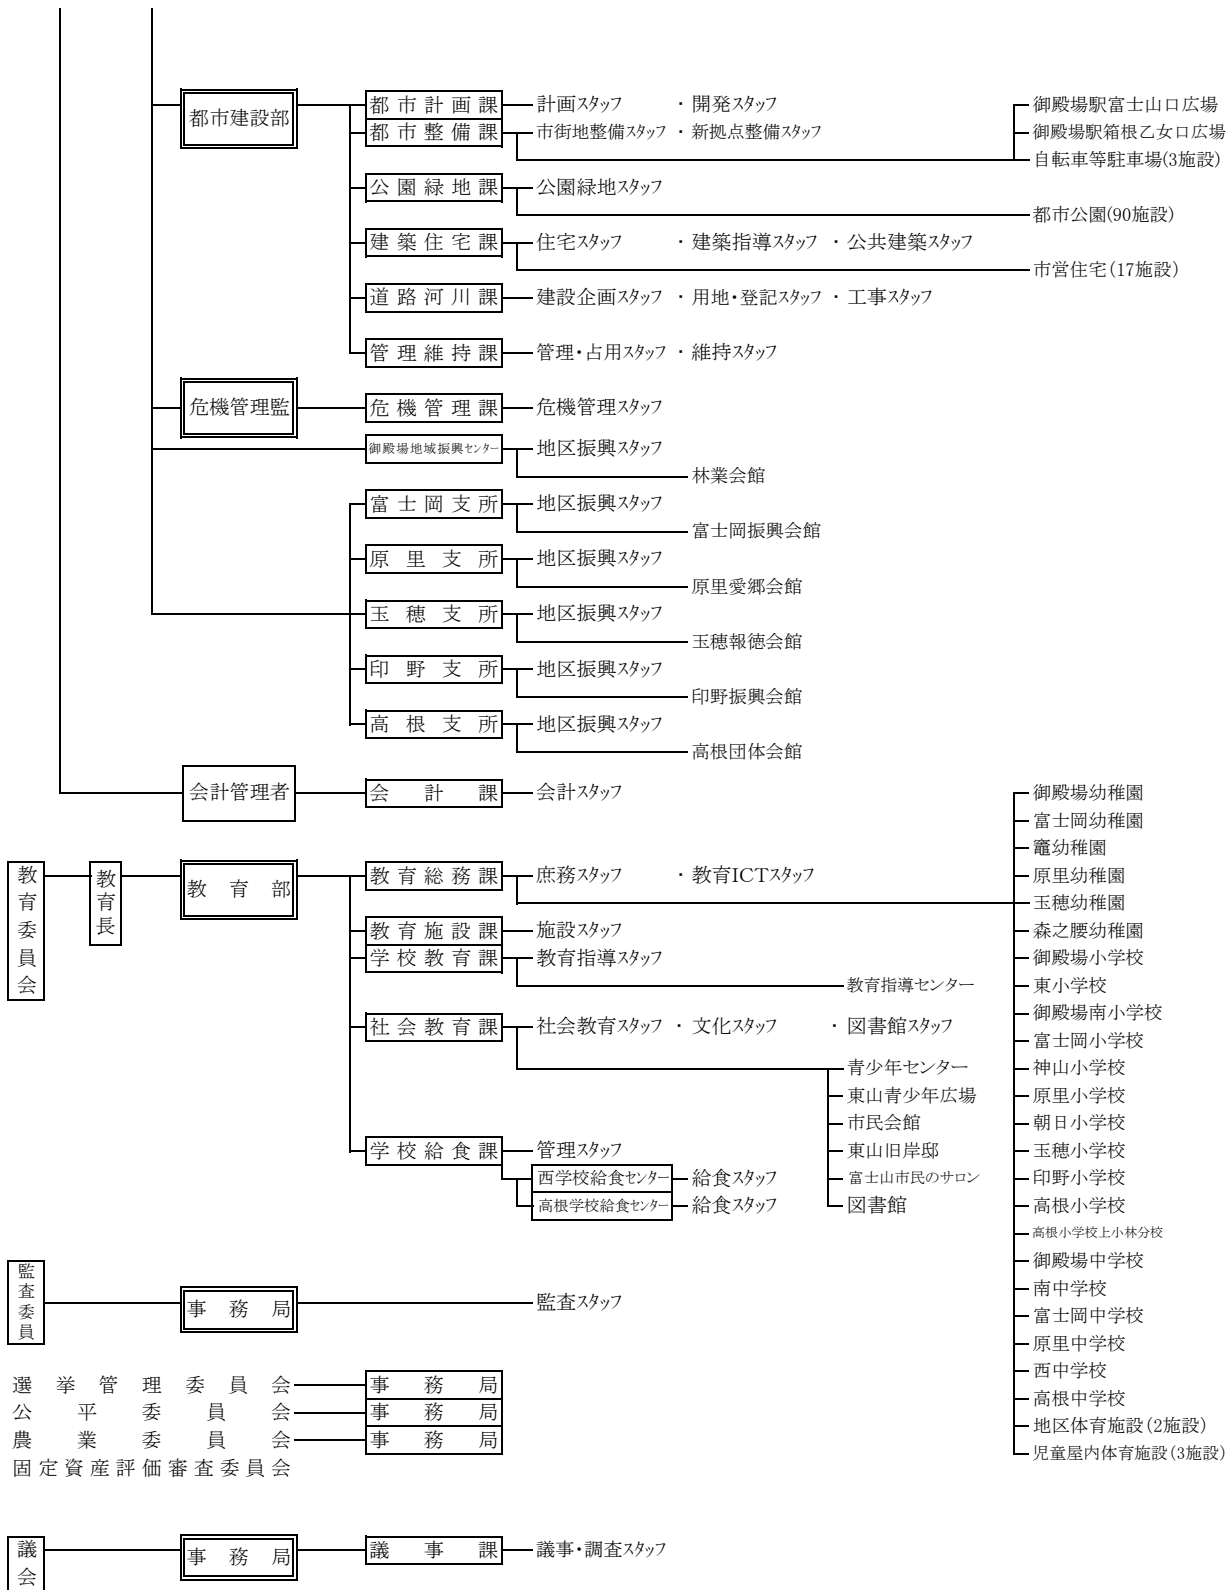 都市建設部 都市計画課 計画スタッフ ・ 開発スタッフ 御殿場駅富士山口広場
都市整備課 市街地整備スタッフ ・ 新拠点整備スタッフ 御殿場駅箱根乙女口広場
自転車等駐車場(3施設)
公園緑地課 公園緑地スタッフ
都市公園(90施設)
建築住宅課 住宅スタッフ ・ 建築指導スタッフ ・ 公共建築スタッフ
市営住宅(17施設)
道路河川課 建設企画スタッフ ・ 用地・登記スタッフ ・ 工事スタッフ
管理維持課 管理・占用スタッフ ・ 維持スタッフ
危機管理監 危機管理課 危機管理スタッフ
御殿場地域振興センター 地区振興スタッフ
林業会館
富士岡支所 地区振興スタッフ
富士岡振興会館
原里支所 地区振興スタッフ
原里愛郷会館
玉穂支所 地区振興スタッフ
玉穂報徳会館
印野支所 地区振興スタッフ
印野振興会館
高根支所 地区振興スタッフ
高根団体会館
会計管理者 会計課 会計スタッフ
教育委員会 教育長 教育部 教育総務課 庶務スタッフ ・ 教育ICTスタッフ
御殿場幼稚園
富士岡幼稚園
竈幼稚園
原里幼稚園
玉穂幼稚園
森之腰幼稚園
御殿場小学校
東小学校
御殿場南小学校
富士岡小学校
神山小学校
原里小学校
朝日小学校
玉穂小学校
印野小学校
高根小学校
高根小学校上小林分校
御殿場中学校
南中学校
富士岡中学校
原里中学校
西中学校
高根中学校
地区体育施設(2施設)
児童屋内体育施設(3施設)
教育施設課 施設スタッフ
学校教育課 教育指導スタッフ
教育指導センター
社会教育課 社会教育スタッフ ・ 文化スタッフ ・ 図書館スタッフ
青少年センター
東山青少年広場
市民会館
東山旧岸邸
富士山市民のサロン
図書館
学校給食課 管理スタッフ
西学校給食センター 給食スタッフ
高根学校給食センター 給食スタッフ
監査委員 事務局 監査スタッフ
選挙管理委員会 事務局
公平委員会 事務局
農業委員会 事務局
固定資産評価審査委員会
議会 事務局 議事課 議事・調査スタッフ